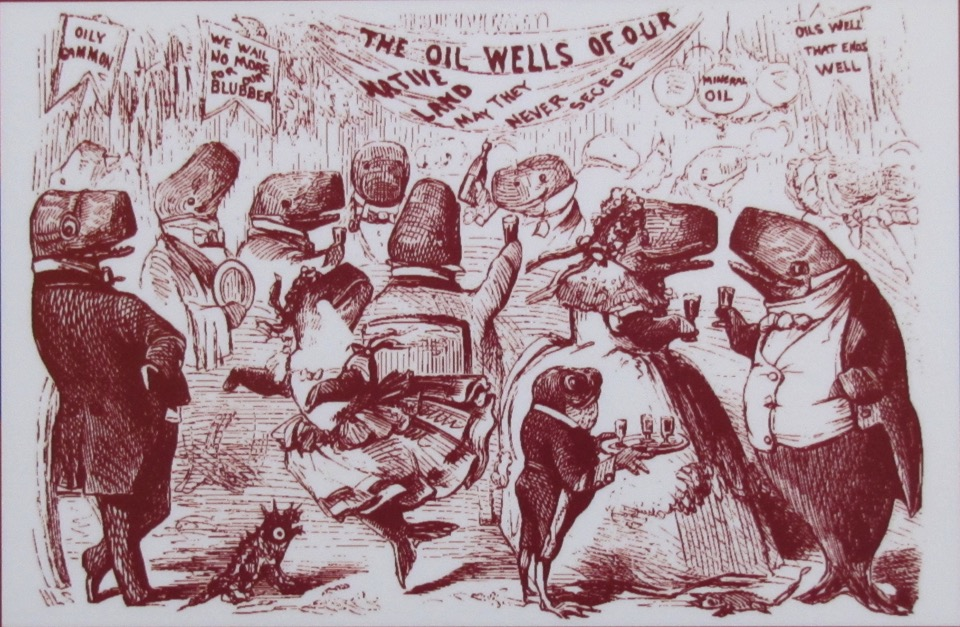 OILY
GAMMON
WE WAIL
NO MORE
FOR OUR
BLUBBER
THE OIL WELLS OF OUR
NATIVE
LAND
MAY THEY
NEVER SECEDE
MINERAL
OIL
OILS WELL
THAT ENDS
WELL